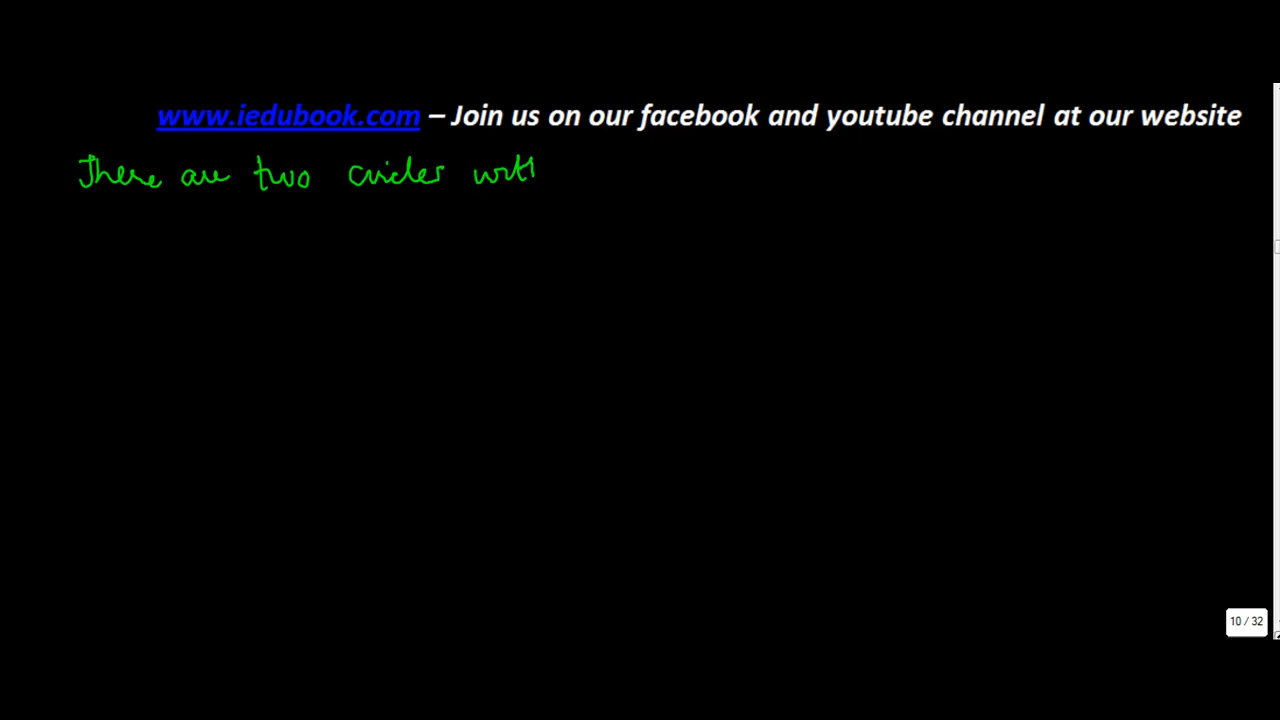 www.iedubook.com – Join us on our facebook and youtube channel at our website
There are two circles with
10 / 32